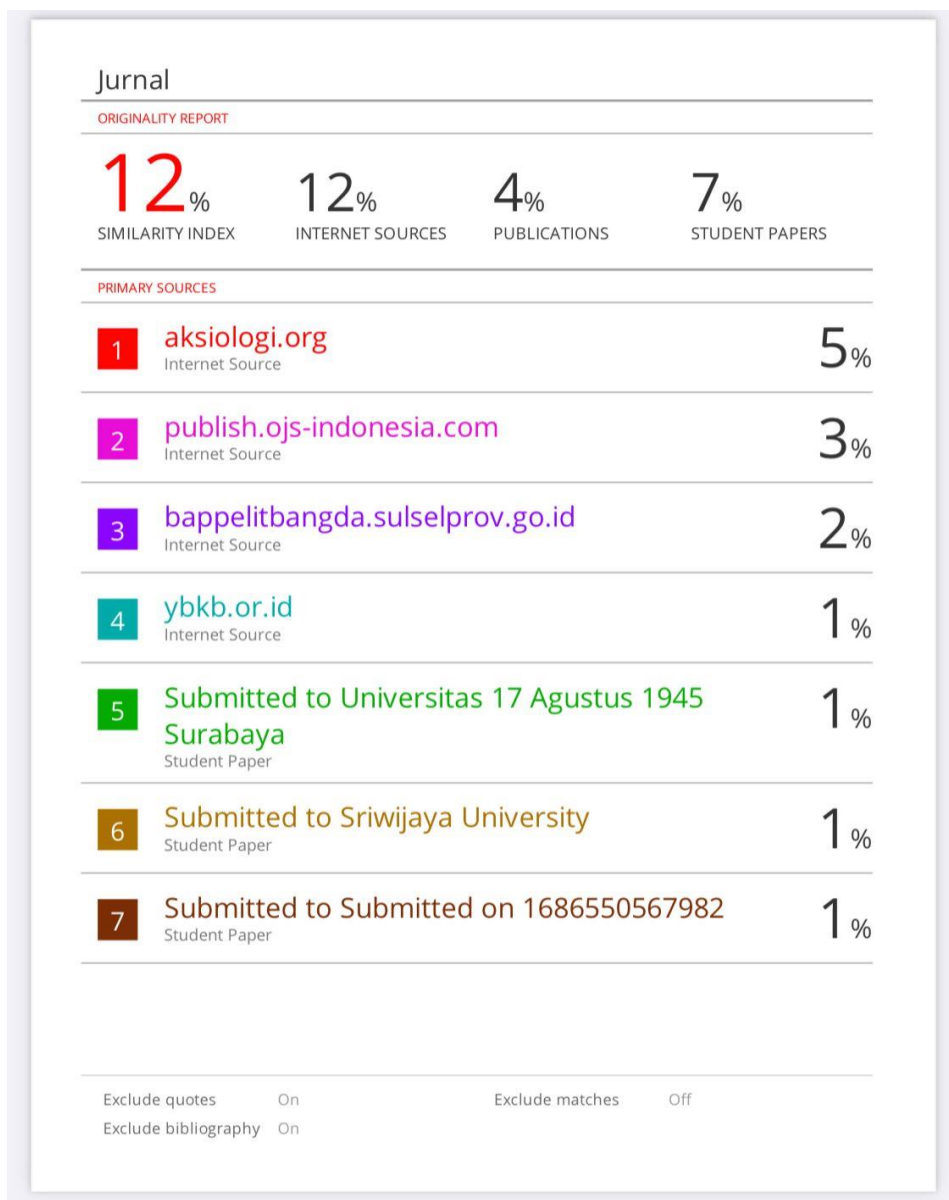 Jurnal
ORIGINALITY REPORT
12% 12% 4% 7%
SIMILARITY INDEX INTERNET SOURCES PUBLICATIONS STUDENT PAPERS
PRIMARY SOURCES
1 aksiologi.org 5%
Internet Source
2 publish.ojs-indonesia.com 3%
Internet Source
3 bappelitbangda.sulselprov.go.id 2%
Internet Source
4 ybkb.or.id 1%
Internet Source
5 Submitted to Universitas 17 Agustus 1945 1%
Surabaya
Student Paper
6 Submitted to Sriwijaya University 1%
Student Paper
7 Submitted to Submitted on 1686550567982 1%
Student Paper
Exclude quotes On Exclude matches Off
Exclude bibliography On